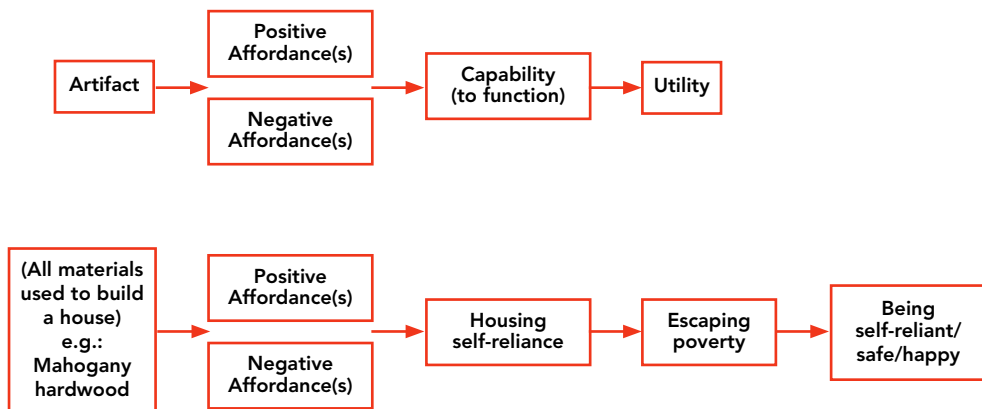 Artifact
Positive
Affordance(s)
Negative
Affordance(s)
Capability
(to function)
Utility
(All materials
used to build
a house)
e.g.:
Mahogany
hardwood
Positive
Affordance(s)
Negative
Affordance(s)
Housing
self-reliance
Escaping
poverty
Being
self-reliant/
safe/happy